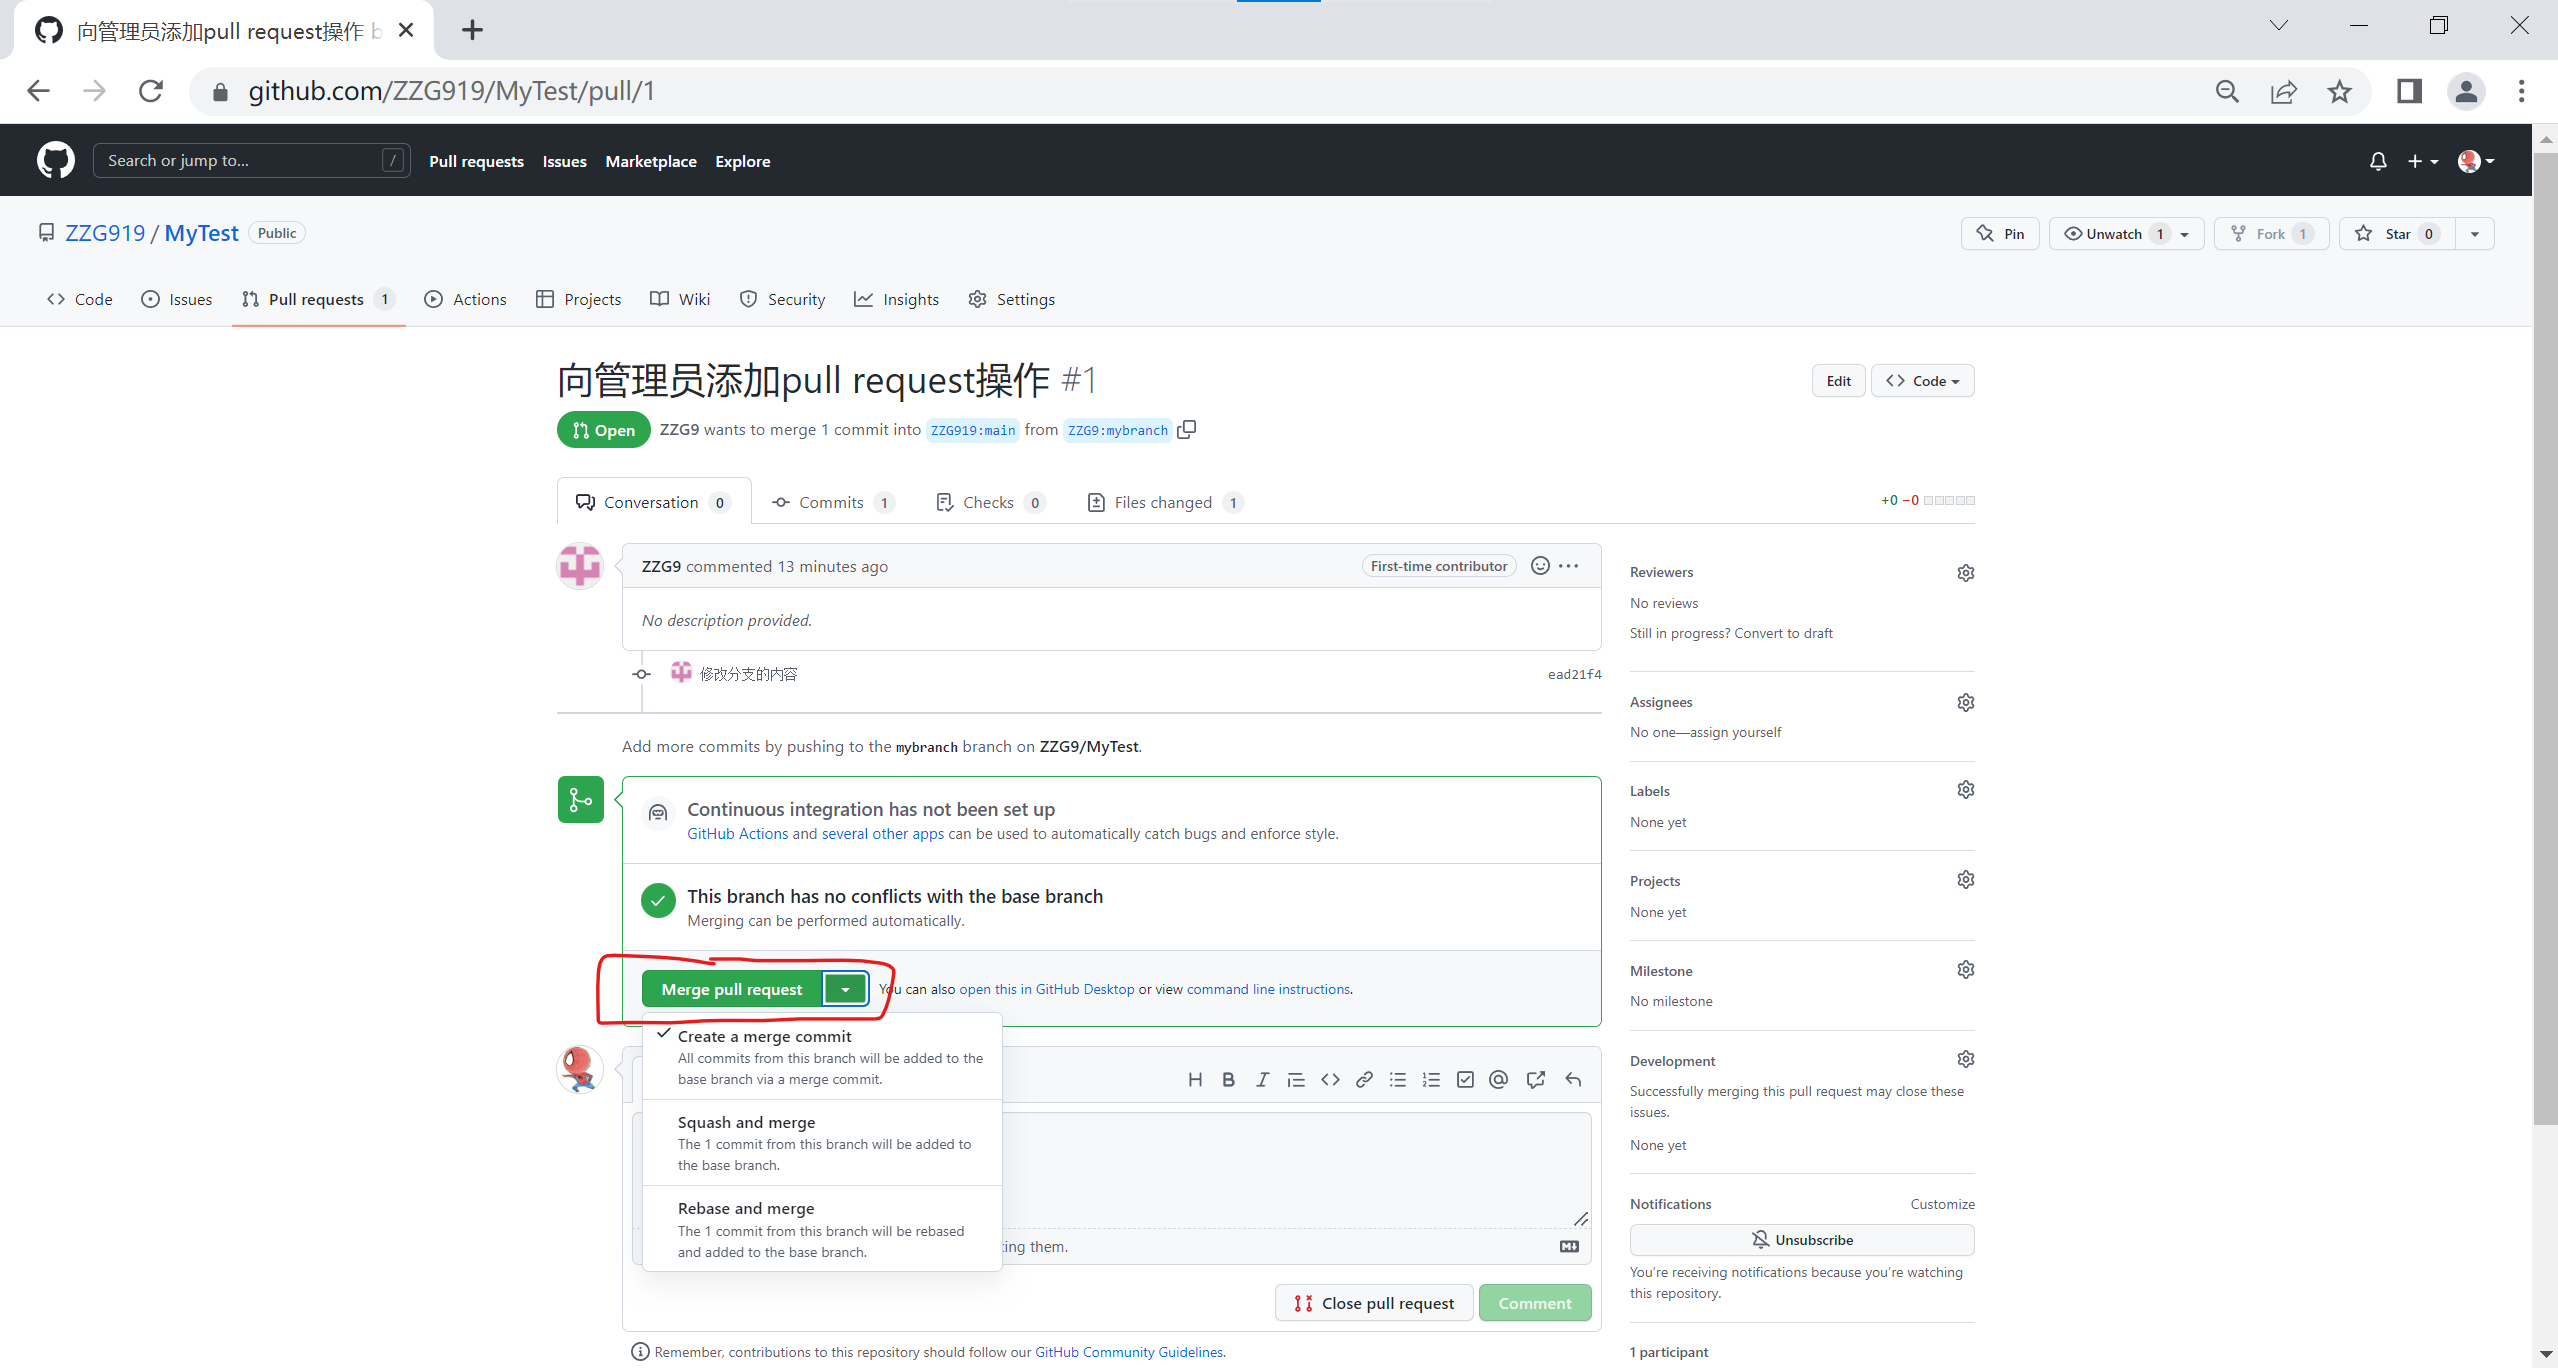 向管理员添加pull request操作 b
github.com/ZZG919/MyTest/pull/1
Search or jump to... /
Pull requests Issues Marketplace Explore
ZZG919 / MyTest Public
Pin Unwatch 1 Fork 1 Star 0
Code Issues Pull requests 1 Actions Projects Wiki Security Insights Settings
向管理员添加pull request操作 #1
Edit Code
Open ZZG9 wants to merge 1 commit into ZZG919:main from ZZG9:mybranch
Conversation 0 Commits 1 Checks 0 Files changed 1 +0 −0
ZZG9 commented 13 minutes ago First-time contributor
No description provided.
修改分支的内容 ead21f4
Add more commits by pushing to the mybranch branch on ZZG9/MyTest.
Continuous integration has not been set up
GitHub Actions and several other apps can be used to automatically catch bugs and enforce style.
This branch has no conflicts with the base branch
Merging can be performed automatically.
Merge pull request You can also open this in GitHub Desktop or view command line instructions.
Create a merge commit
All commits from this branch will be added to the
base branch via a merge commit.
Squash and merge
The 1 commit from this branch will be added to
the base branch.
Rebase and merge
The 1 commit from this branch will be rebased
and added to the base branch.
ing them.
Close pull request Comment
Remember, contributions to this repository should follow our GitHub Community Guidelines.
Reviewers
No reviews
Still in progress? Convert to draft
Assignees
No one—assign yourself
Labels
None yet
Projects
None yet
Milestone
No milestone
Development
Successfully merging this pull request may close these
issues.
None yet
Notifications Customize
Unsubscribe
You're receiving notifications because you're watching
this repository.
1 participant